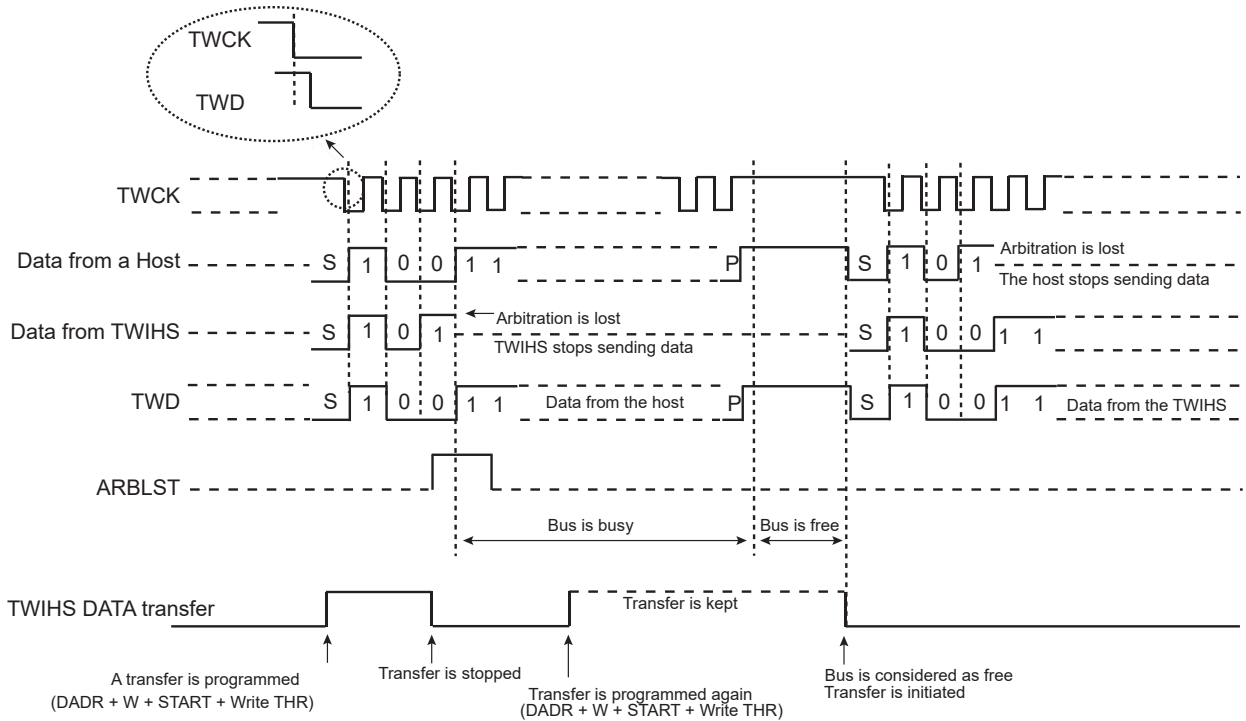 TWCK
TWD
TWCK
Data from a Host S 1 0 0 1 1 P S 1 0 1 Arbitration is lost
The host stops sending data
Data from TWIHS S 1 0 1 Arbitration is lost S 1 0 0 1 1
TWIHS stops sending data
TWD S 1 0 0 1 1 Data from the host P S 1 0 0 1 1 Data from the TWIHS
ARBLST
Bus is busy Bus is free
TWIHS DATA transfer Transfer is kept
A transfer is programmed
(DADR + W + START + Write THR)
Transfer is stopped
Transfer is programmed again
(DADR + W + START + Write THR)
Bus is considered as free
Transfer is initiated